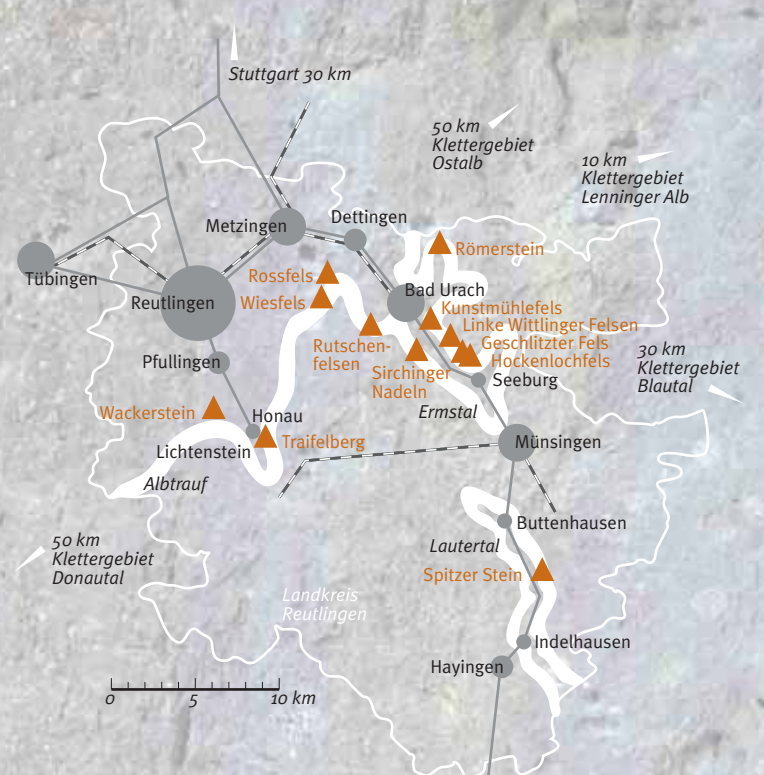 Stuttgart 30 km
50 km
Klettergebiet
Ostalb
10 km
Klettergebiet
Lenninger Alb
Metzingen
Dettingen
Römerstein
Tübingen
Rossfels
Bad Urach
Reutlingen
Wiesfels
Kunstmühlefels
Linke Wittlinger Felsen
Rutschen-
felsen
Geschlitzter Fels
Hockenlochfels
30 km
Klettergebiet
Blautal
Pfullingen
Sirchinger
Nadeln
Seeburg
Wackerstein
Honau
Ermstal
Traifelberg
Münsingen
Lichtenstein
Albtrauf
Buttenhausen
50 km
Klettergebiet
Donautal
Lautertal
Spitzer Stein
Landkreis
Reutlingen
Indelhausen
Hayingen
0 5 10 km